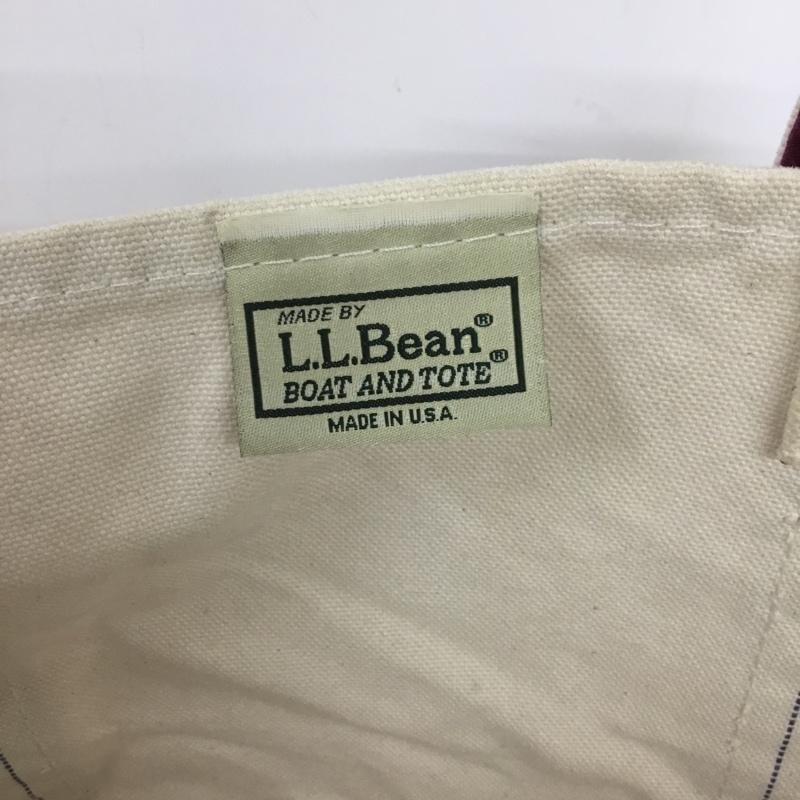 MADE BY
L.L.Bean®
BOAT AND TOTE®
MADE IN U.S.A.